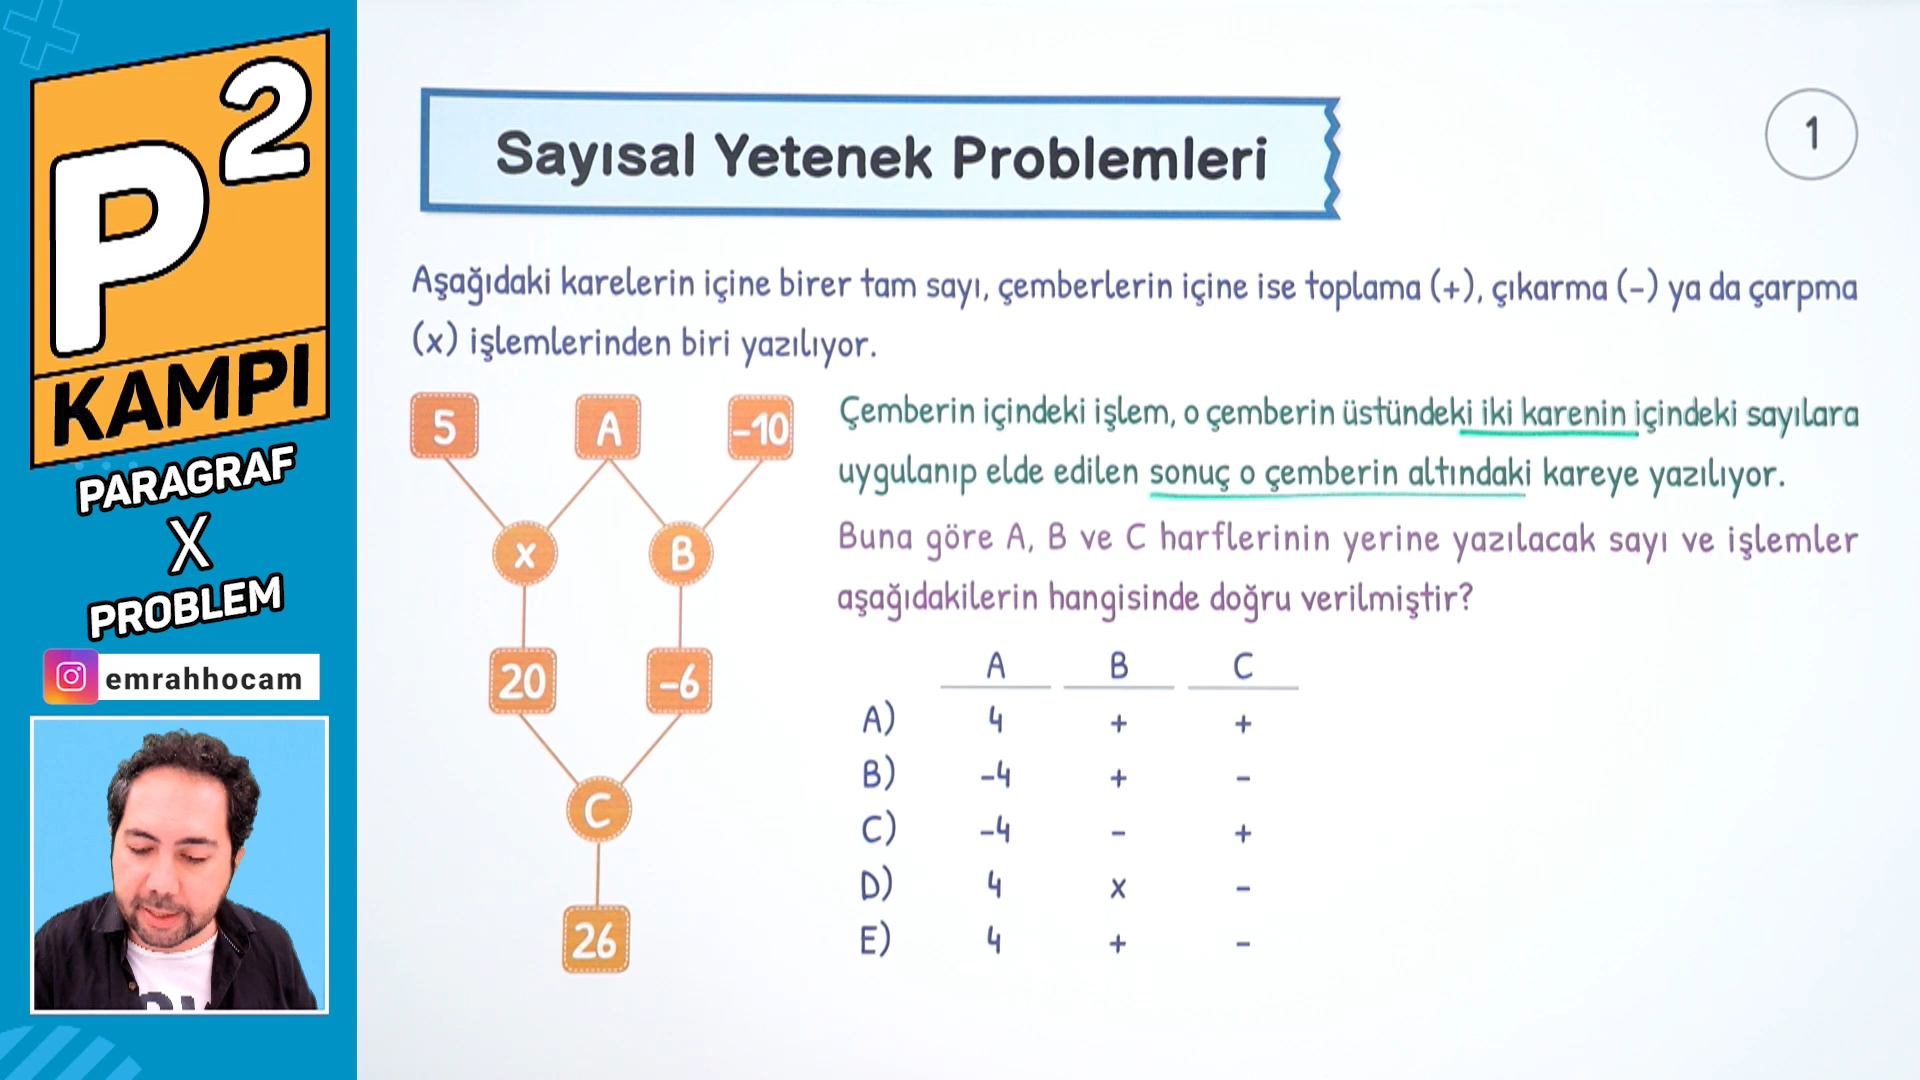 P²
KAMPI
PARAGRAF
X
PROBLEM
emrahhocam
Sayısal Yetenek Problemleri
1
Aşağıdaki karelerin içine birer tam sayı, çemberlerin içine ise toplama (+), çıkarma (-) ya da çarpma
(x) işlemlerinden biri yazılıyor.
5 A -10
x B
20 -6
C
26
Çemberin içindeki işlem, o çemberin üstündeki iki karenin içindeki sayılara
uygulanıp elde edilen sonuç o çemberin altındaki kareye yazılıyor.
Buna göre A, B ve C harflerinin yerine yazılacak sayı ve işlemler
aşağıdakilerin hangisinde doğru verilmiştir?
A B C
A) 4 + +
B) -4 + -
C) -4 - +
D) 4 x -
E) 4 + -